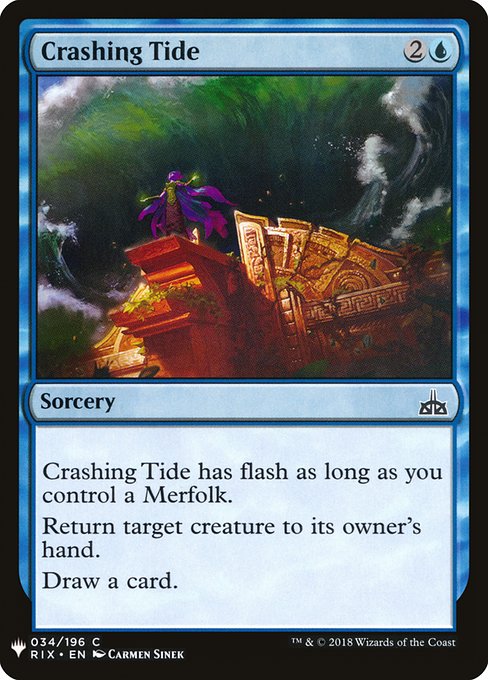 Crashing Tide 2
Sorcery
Crashing Tide has flash as long as you
control a Merfolk.
Return target creature to its owner's
hand.
Draw a card.
034/196 C
RIX • EN CARMEN SINEK
™ & © 2018 Wizards of the Coast